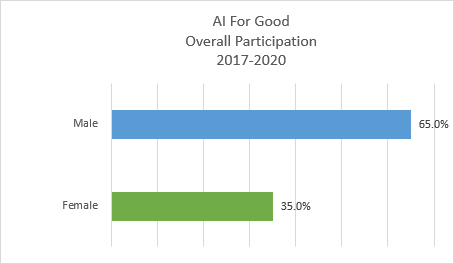 AI For Good
Overall Participation
2017-2020
Male
65.0%
Female
35.0%